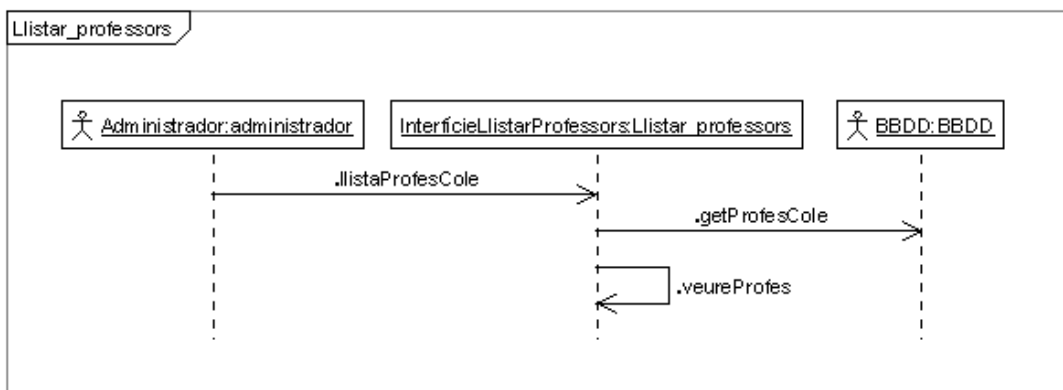 Llistar_professors
Administrador:administrador
InterfícieLlistarProfessors:Llistar_professors
BBDD:BBDD
.llistaProfesCole
.getProfesCole
.veureProfes